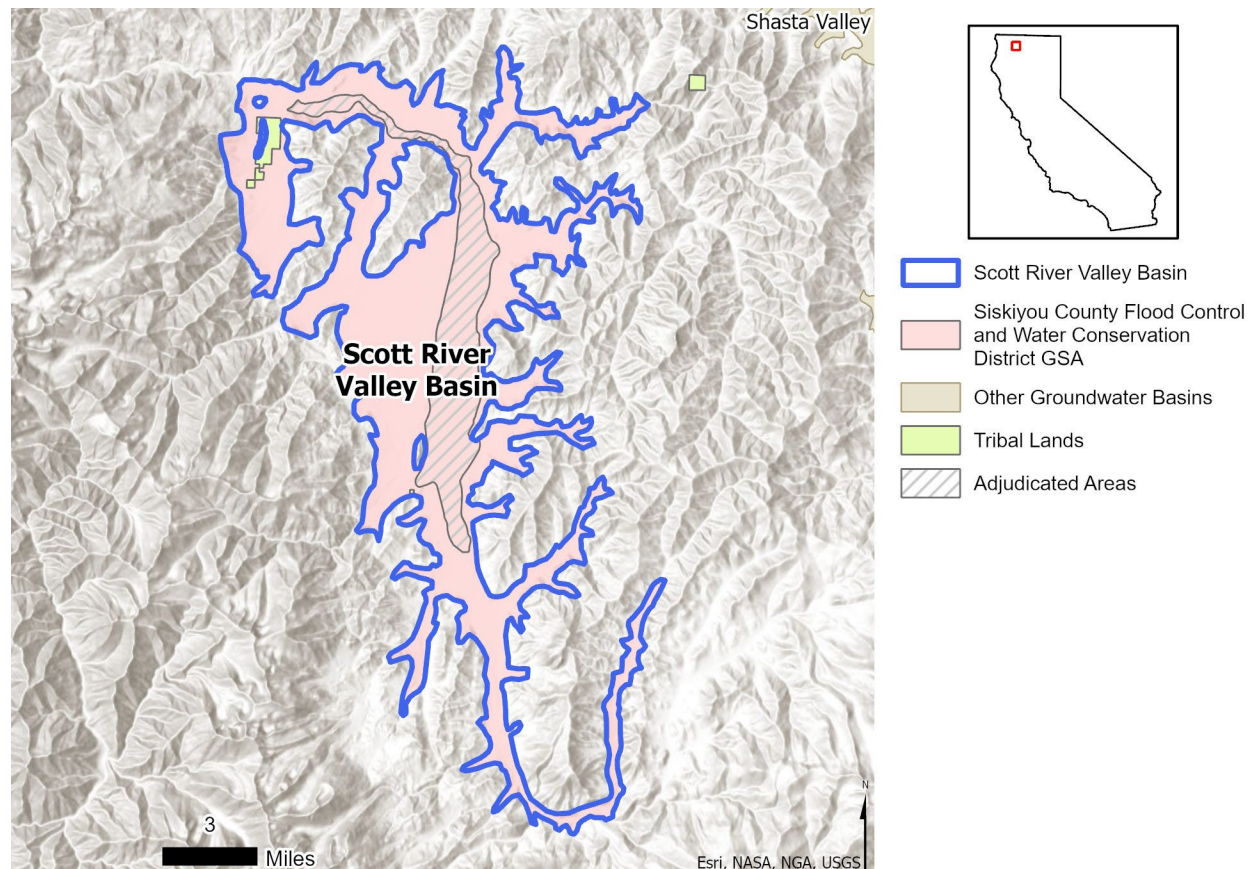 Shasta Valley
Scott River
Valley Basin
3
Miles
N
Esri, NASA, NGA, USGS
Scott River Valley Basin
Siskiyou County Flood Control
and Water Conservation
District GSA
Other Groundwater Basins
Tribal Lands
Adjudicated Areas